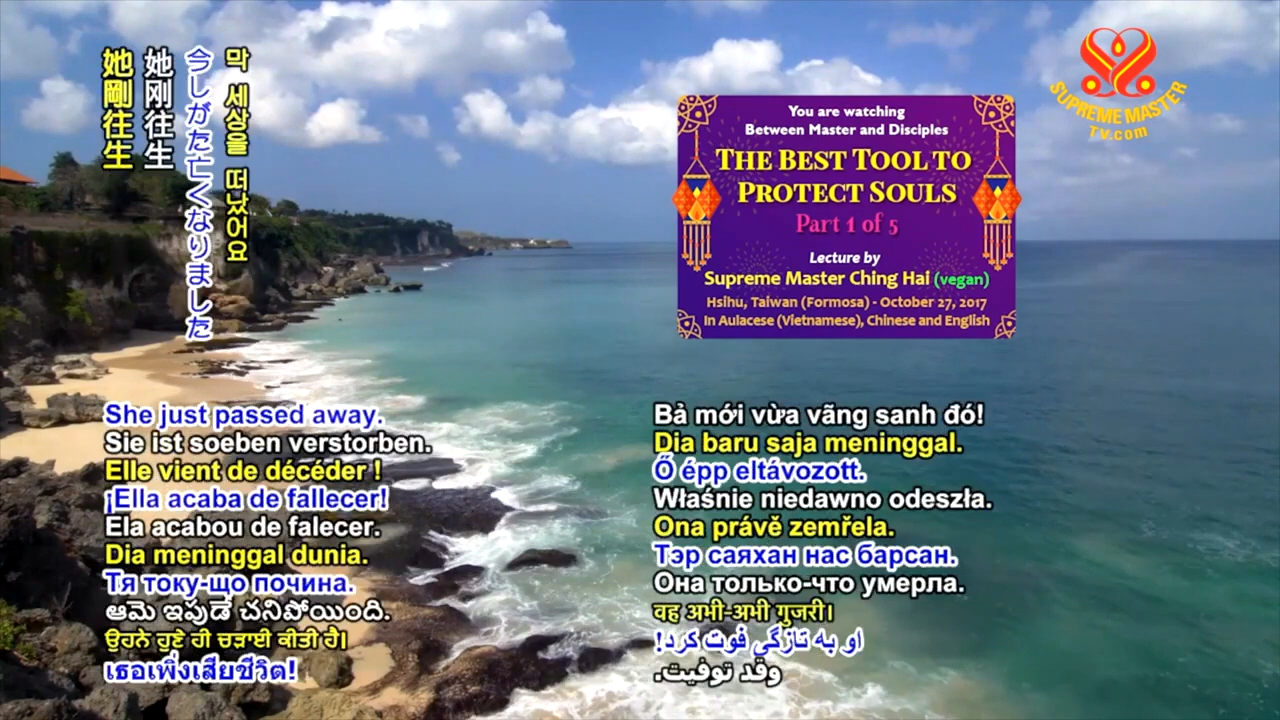 막 세상을 떠났어요
今しがた亡くなりました
她刚往生
她剛往生
SUPREME MASTER
TV.com
You are watching
Between Master and Disciples
THE BEST TOOL TO
PROTECT SOULS
Part 1 of 5
Lecture by
Supreme Master Ching Hai (vegan)
Hsihu, Taiwan (Formosa) - October 27, 2017
In Aulacese (Vietnamese), Chinese and English
She just passed away.
Sie ist soeben verstorben.
Elle vient de décéder !
¡Ella acaba de fallecer!
Ela acabou de falecer.
Dia meninggal dunia.
Тя току-що почина.
ఆమె ఇపుడే చనిపోయింది.
ਉਹਨੇ ਹੁਣੇ ਹੀ ਚੜਾਈ ਕੀਤੀ ਹੈ।
เธอเพิ่งเสียชีวิต!
Bả mới vừa vãng sanh đó!
Dia baru saja meninggal.
Ő épp eltávozott.
Właśnie niedawno odeszła.
Ona právě zemřela.
Тэр саяхан нас барсан.
Она только-что умерла.
वह अभी-अभी गुजरी।
او به تازگی فوت کرد!
وقد توفيت.